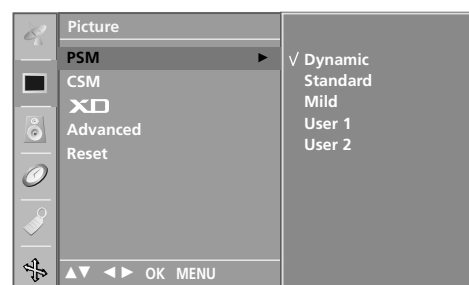 Picture
PSM ►
CSM
XD
Advanced
Reset
▲▼ ◄► OK MENU
√ Dynamic
Standard
Mild
User 1
User 2